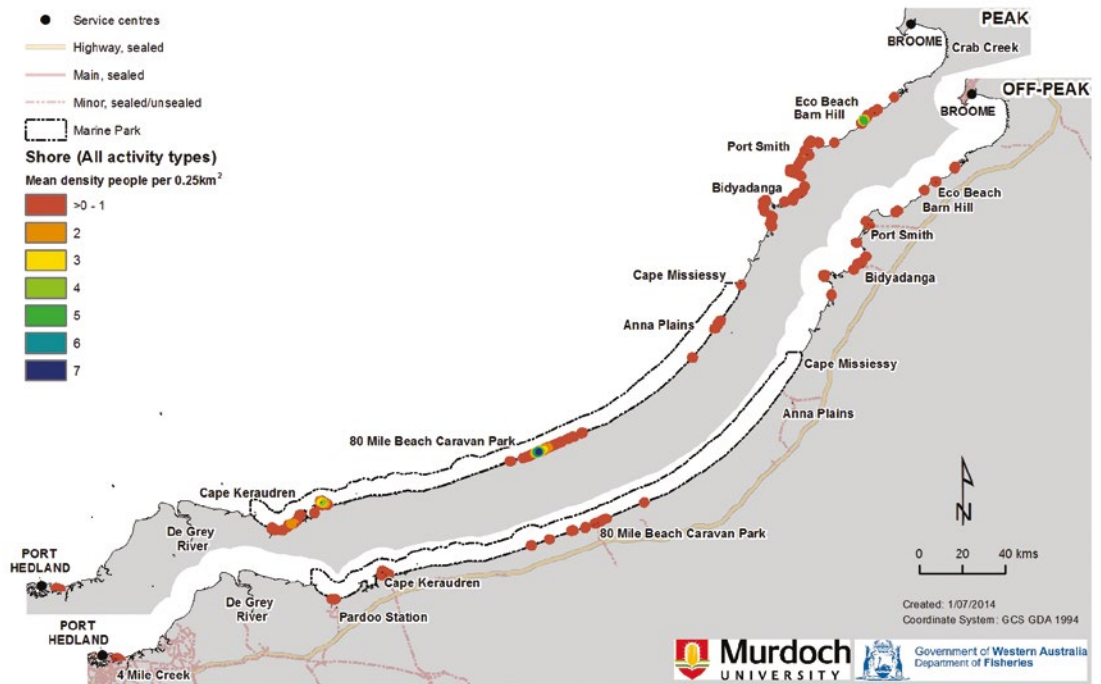 Service centres
Highway, sealed
Main, sealed
Minor, sealed/unsealed
Marine Park
Shore (All activity types)
Mean density people per 0.25km²
>0 - 1
2
3
4
5
6
7
PEAK
BROOME
Crab Creek
Eco Beach
Barn Hill
Port Smith
Bidyadanga
Cape Missiessy
Anna Plains
80 Mile Beach Caravan Park
Cape Keraudren
De Grey
River
PORT
HEDLAND
OFF-PEAK
BROOME
Eco Beach
Barn Hill
Port Smith
Bidyadanga
Cape Missiessy
Anna Plains
80 Mile Beach Caravan Park
Cape Keraudren
Pardoo Station
De Grey
River
PORT
HEDLAND
4 Mile Creek
N
0 20 40 kms
Created: 1/07/2014
Coordinate System: GCS GDA 1994
Murdoch
UNIVERSITY
Government of Western Australia
Department of Fisheries